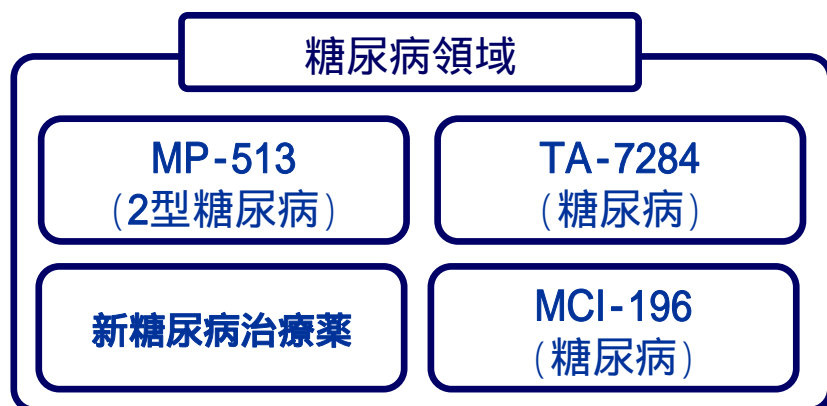 糖尿病領域
MP-513
(2型糖尿病)
TA-7284
(糖尿病)
新糖尿病治療薬
MCI-196
(糖尿病)